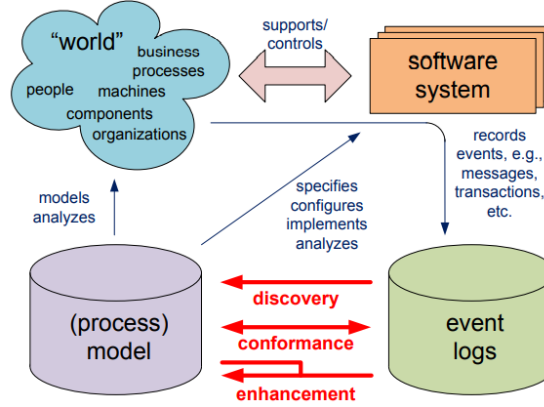 “world”
business
processes
people
machines
components
organizations
supports/
controls
software
system
records
events, e.g.,
messages,
transactions,
etc.
models
analyzes
specifies
configures
implements
analyzes
(process)
model
discovery
conformance
enhancement
event
logs